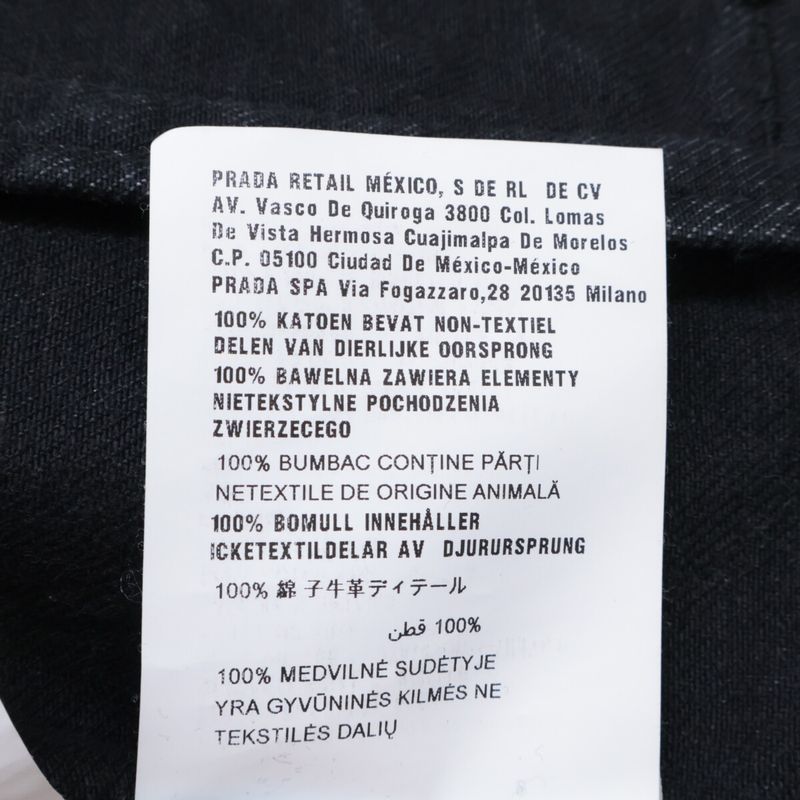 PRADA RETAIL MÉXICO, S DE RL DE CV
AV. Vasco De Quiroga 3800 Col. Lomas
De Vista Hermosa Cuajimalpa De Morelos
C.P. 05100 Ciudad De México-México
PRADA SPA Via Fogazzaro,28 20135 Milano
100% KATOEN BEVAT NON-TEXTIEL
DELEN VAN DIERLIJKE OORSPRONG
100% BAWELNA ZAWIERA ELEMENTY
NIETEKSTYLNE POCHODZENIA
ZWIERZECEGO
100% BUMBAC CONȚINE PĂRȚI
NETEXTILE DE ORIGINE ANIMALĂ
100% BOMULL INNEHÅLLER
ICKETEXTILDELAR AV DJURURSPRUNG
100% 綿 子牛革ディテール
100% قطن
100% MEDVILNĖ SUDĖTYJE
YRA GYVŪNINĖS KILMĖS NE
TEKSTILĖS DALIŲ